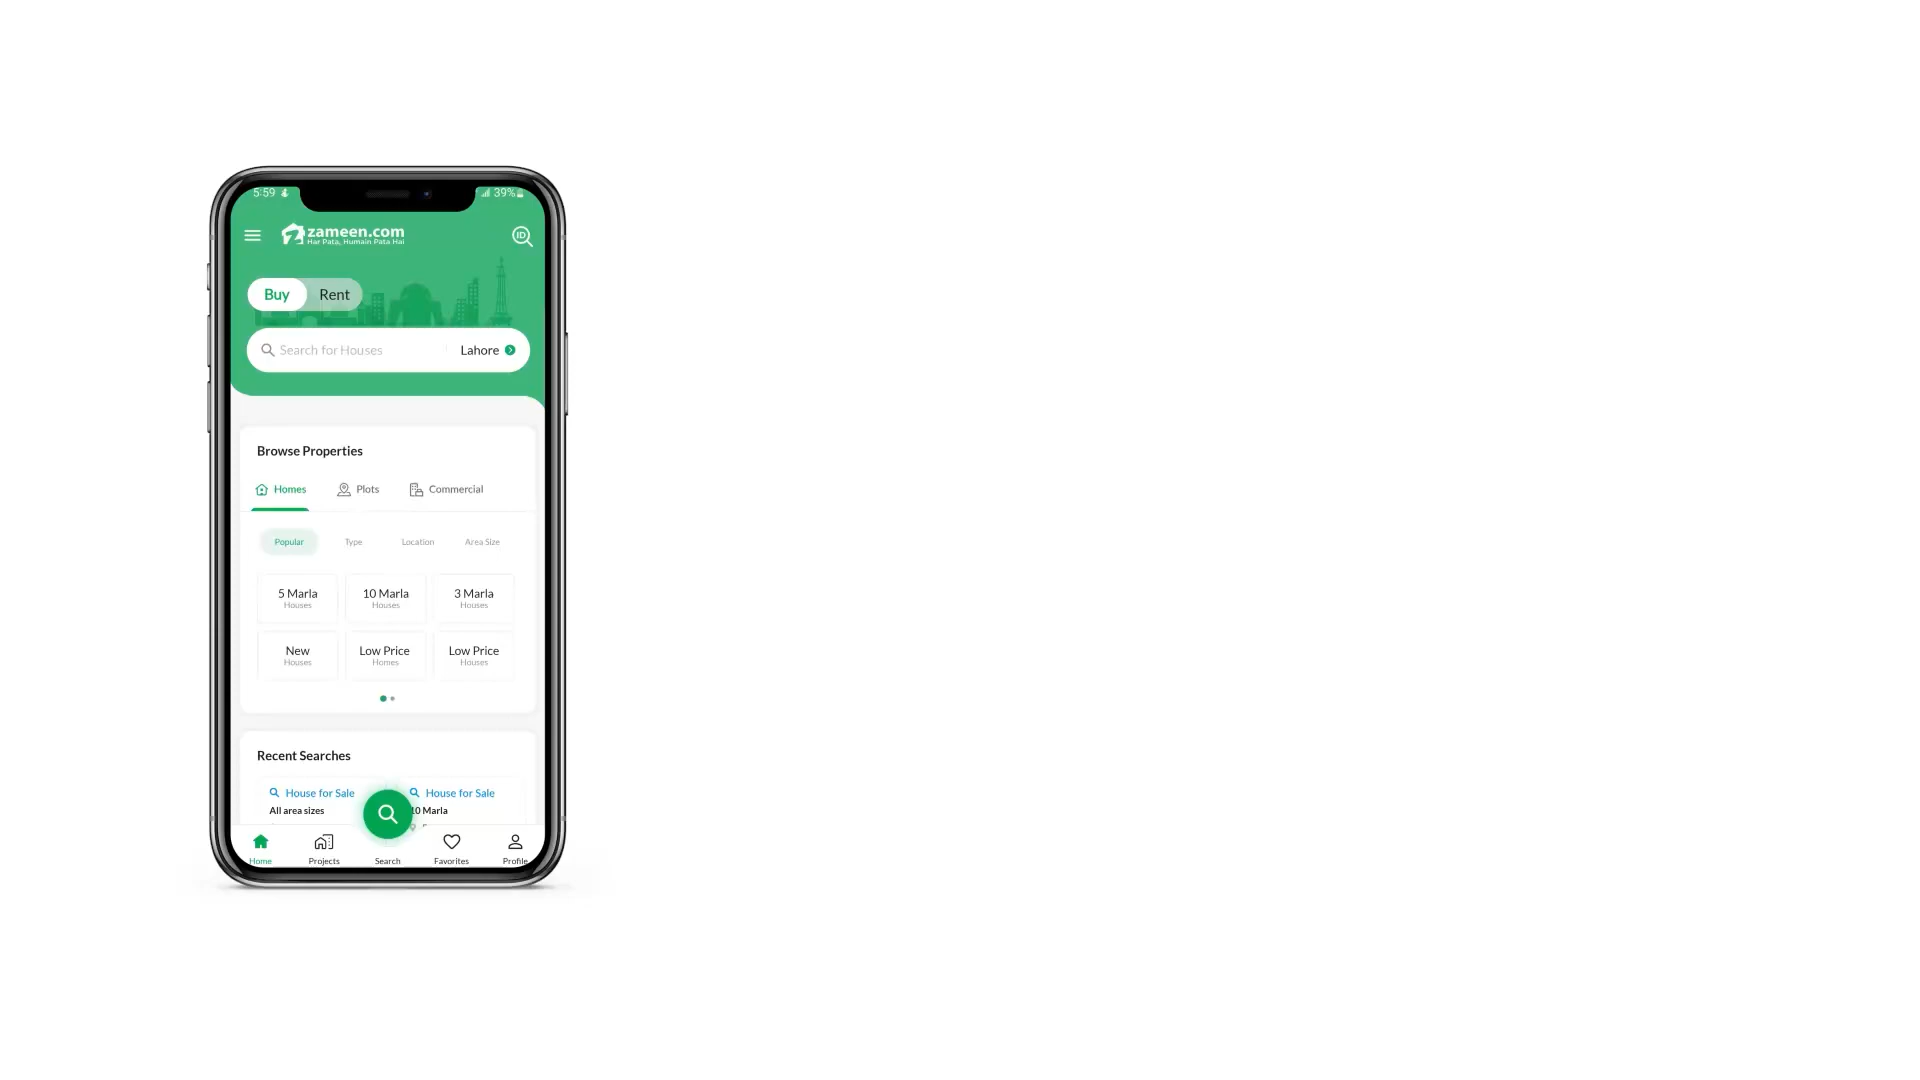 5:59 39%
zameen.com
Har Pata, Humain Pata Hai
ID
Buy Rent
Search for Houses Lahore
Browse Properties
Homes Plots Commercial
Popular Type Location Area Size
5 Marla 10 Marla 3 Marla
Houses Houses Houses
New Low Price Low Price
Houses Homes Houses
Recent Searches
House for Sale House for Sale
All area sizes 10 Marla
Home Projects Search Favorites Profile